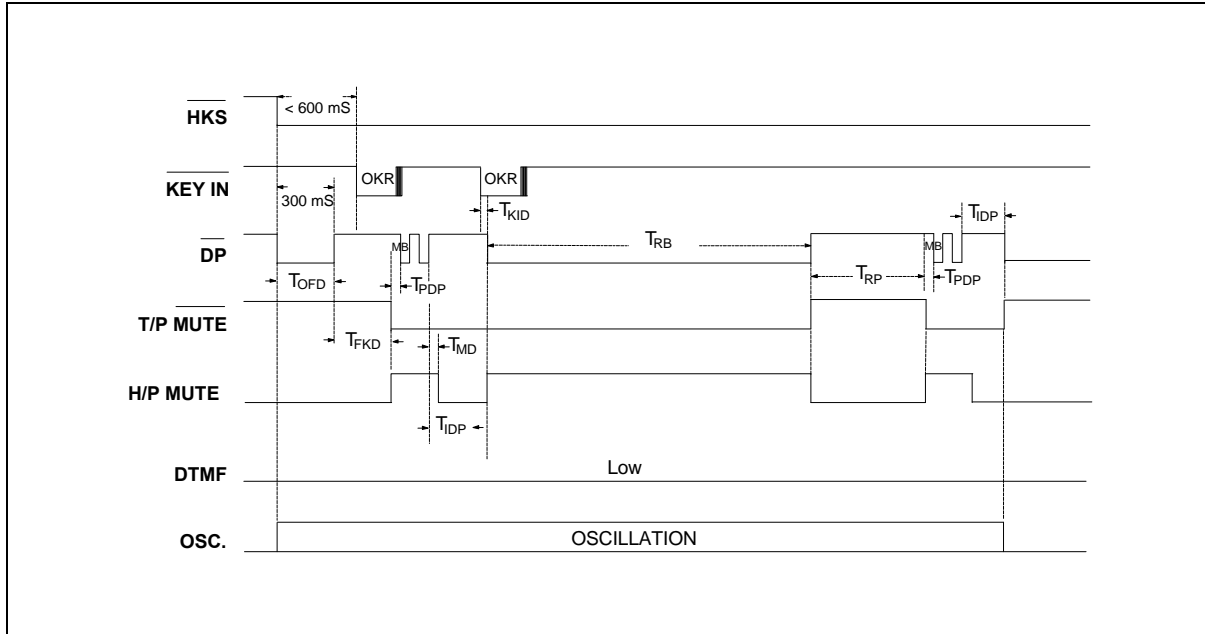 HKS
< 600 mS
KEY IN
OKR
OKR
300 mS
TKID
DP
MB
TRB
TIDP
MB
TOFD
TPDP
TRP
TPDP
T/P MUTE
TFKD
TMD
H/P MUTE
TIDP
DTMF
Low
OSC.
OSCILLATION